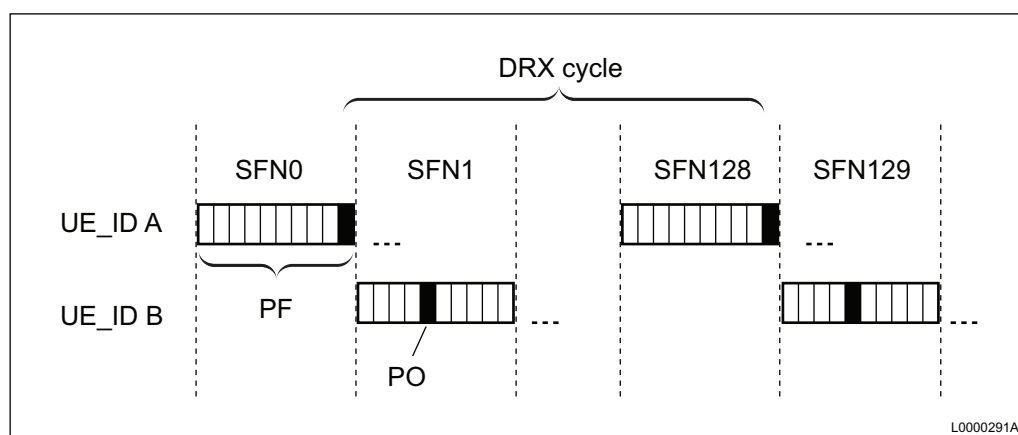 DRX cycle
SFN0 SFN1 SFN128 SFN129
UE_ID A
... ...
PF
UE_ID B
... ...
PO
L0000291A